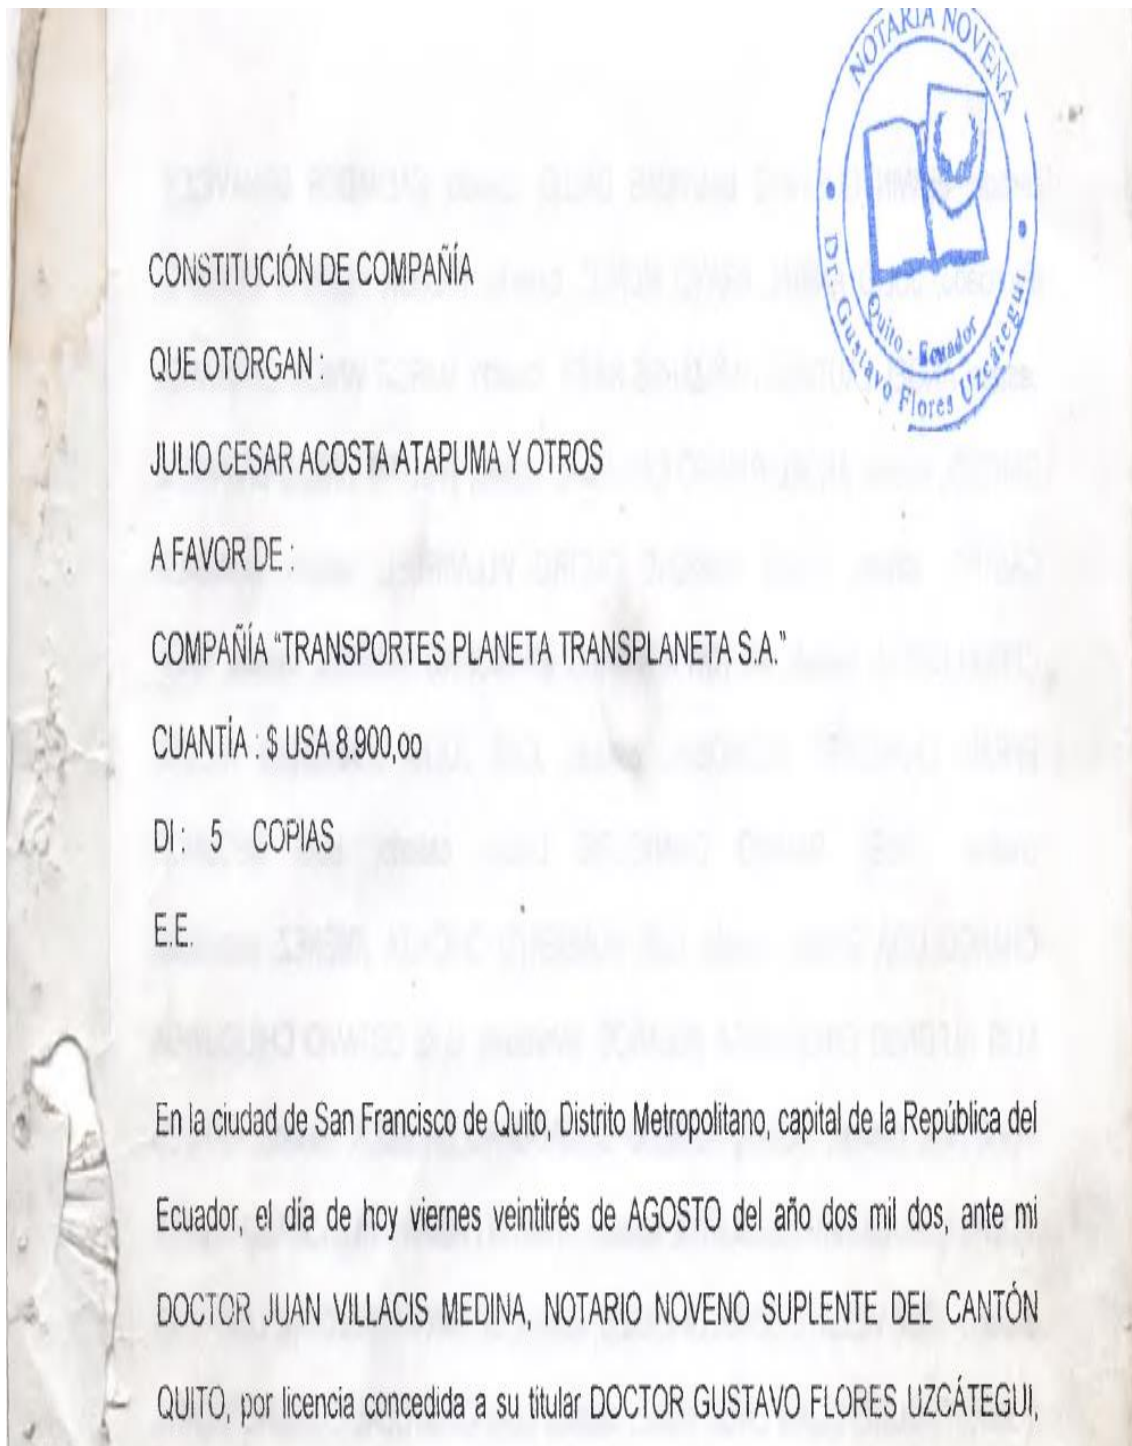 NOTARIA NOVENA
Dr. Gustavo Flores Uzcátegui
Quito - Ecuador
CONSTITUCIÓN DE COMPAÑÍA
QUE OTORGAN :
JULIO CESAR ACOSTA ATAPUMA Y OTROS
A FAVOR DE :
COMPAÑÍA “TRANSPORTES PLANETA TRANSPLANETA S.A.”
CUANTÍA : $ USA 8.900,oo
DI : 5 COPIAS
E.E.
En la ciudad de San Francisco de Quito, Distrito Metropolitano, capital de la República del
Ecuador, el día de hoy viernes veintitrés de AGOSTO del año dos mil dos, ante mi
DOCTOR JUAN VILLACIS MEDINA, NOTARIO NOVENO SUPLENTE DEL CANTÓN
QUITO, por licencia concedida a su titular DOCTOR GUSTAVO FLORES UZCÁTEGUI,